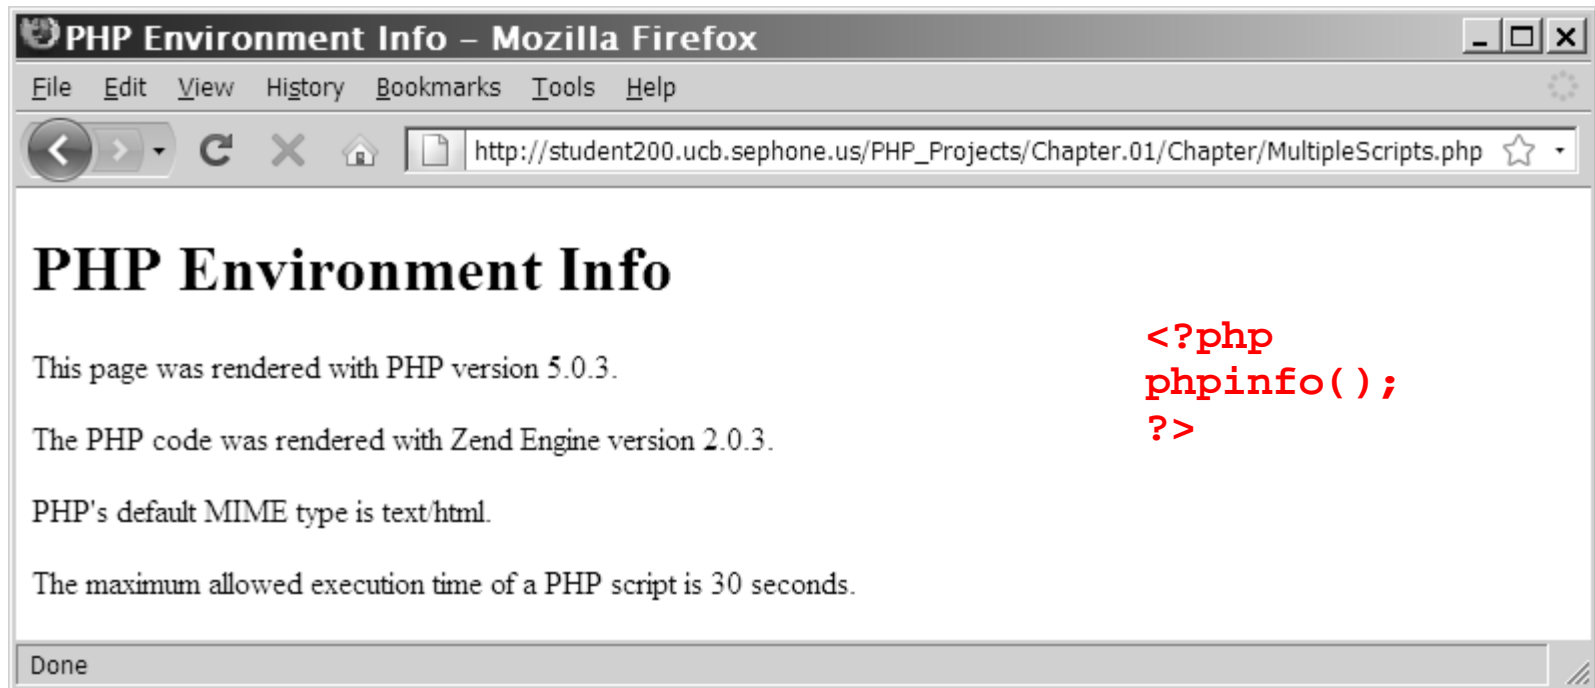 PHP Environment Info – Mozilla Firefox
File Edit View History Bookmarks Tools Help
http://student200.ucb.sephone.us/PHP_Projects/Chapter.01/Chapter/MultipleScripts.php
PHP Environment Info
This page was rendered with PHP version 5.0.3.
The PHP code was rendered with Zend Engine version 2.0.3.
PHP's default MIME type is text/html.
The maximum allowed execution time of a PHP script is 30 seconds.
<?php
phpinfo();
?>
Done